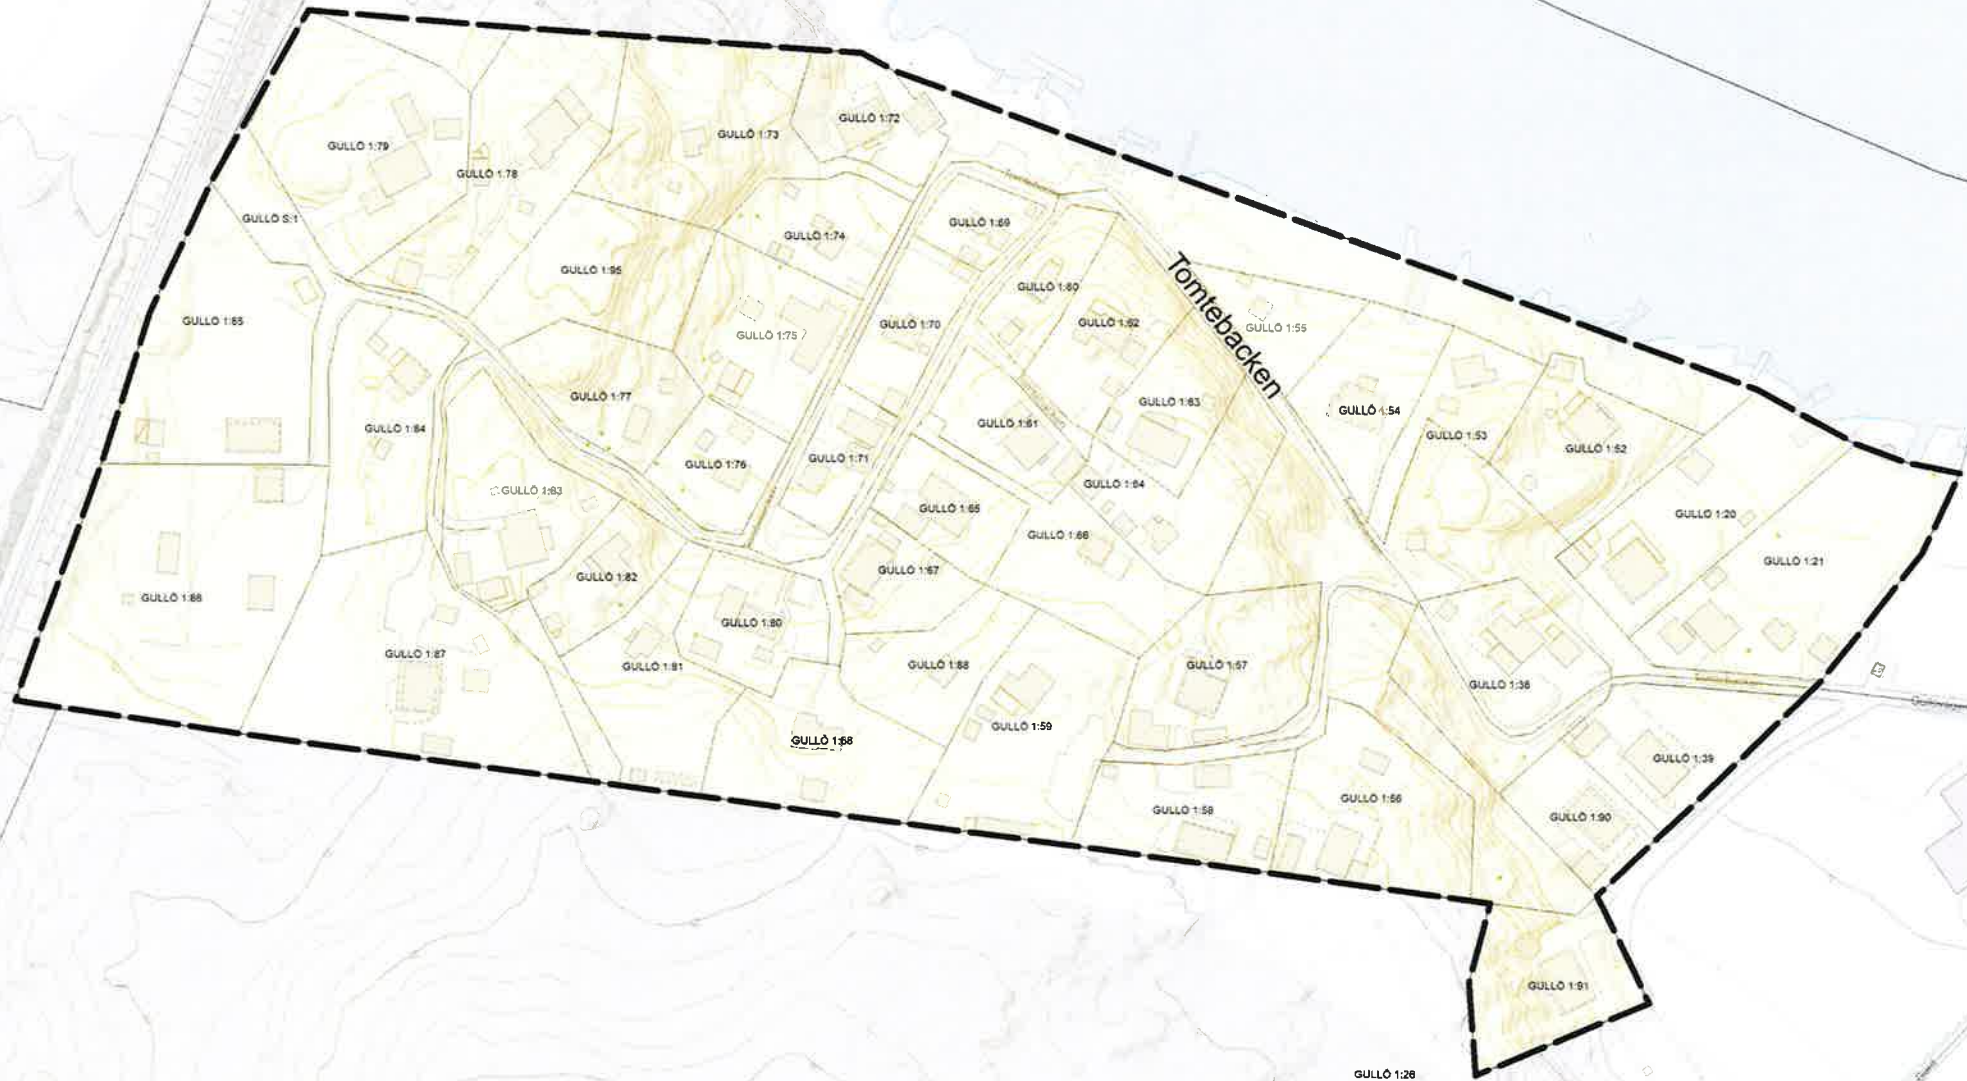 GULLÖ 1:72
GULLÖ 1:73
GULLÖ 1:79
GULLÖ 1:78
GULLÖ S:1
GULLÖ 1:69
GULLÖ 1:74
GULLÖ 1:95
GULLÖ 1:60
GULLÖ 1:85
GULLÖ 1:62
GULLÖ 1:70
Tomtebacken
GULLÖ 1:55
GULLÖ 1:75
GULLÖ 1:77
GULLÖ 1:63
GULLÖ 1:54
GULLÖ 1:61
GULLÖ 1:84
GULLÖ 1:53
GULLÖ 1:52
GULLÖ 1:71
GULLÖ 1:76
GULLÖ 1:64
GULLÖ 1:83
GULLÖ 1:65
GULLÖ 1:20
GULLÖ 1:66
GULLÖ 1:21
GULLÖ 1:67
GULLÖ 1:82
GULLÖ 1:86
GULLÖ 1:80
GULLÖ 1:87
GULLÖ 1:81
GULLÖ 1:88
GULLÖ 1:57
GULLÖ 1:38
GULLÖ 1:59
GULLÖ 1:68
GULLÖ 1:39
GULLÖ 1:56
GULLÖ 1:58
GULLÖ 1:90
GULLÖ 1:91
GULLÖ 1:26